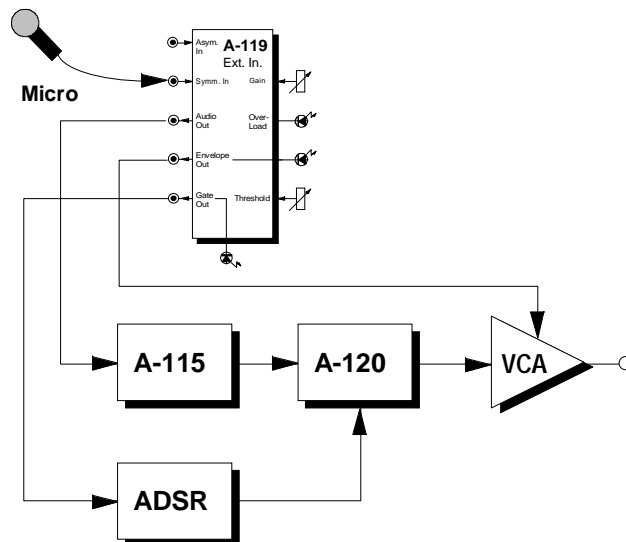 Micro
Asym.
In
A-119
Ext. In.
Symm. In
Gain
Audio
Out
Over-
Load
Envelope
Out
Gate
Out
Threshold
A-115
A-120
VCA
ADSR